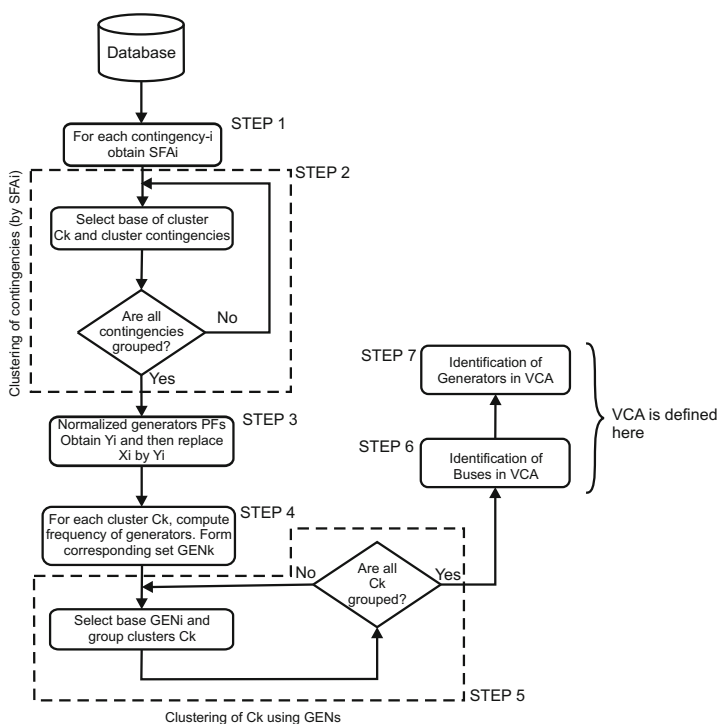 Database
STEP 1
For each contingency-i
obtain SFAi
STEP 2
Clustering of contingencies (by SFAi)
Select base of cluster
Ck and cluster contingencies
Are all
contingencies
grouped?
No
Yes
STEP 3
Normalized generators PFs
Obtain Yi and then replace
Xi by Yi
STEP 4
For each cluster Ck, compute
frequency of generators. Form
corresponding set GENk
Select base GENi and
group clusters Ck
Are all
Ck
grouped?
No
Yes
STEP 5
Clustering of Ck using GENs
STEP 6
Identification of
Buses in VCA
STEP 7
Identification of
Generators in VCA
VCA is defined
here